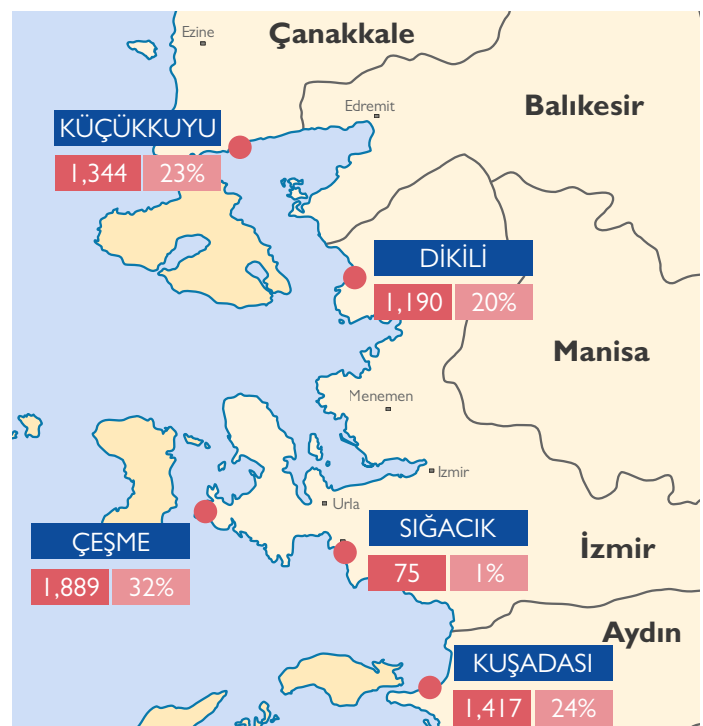 Ezine
Çanakkale
Edremit
Balıkesir
KÜÇÜKKUYU
1,344 23%
DİKİLİ
1,190 20%
Manisa
Menemen
Izmir
Urla
ÇEŞME
1,889 32%
SIĞACIK
75 1%
İzmir
Aydın
KUŞADASI
1,417 24%